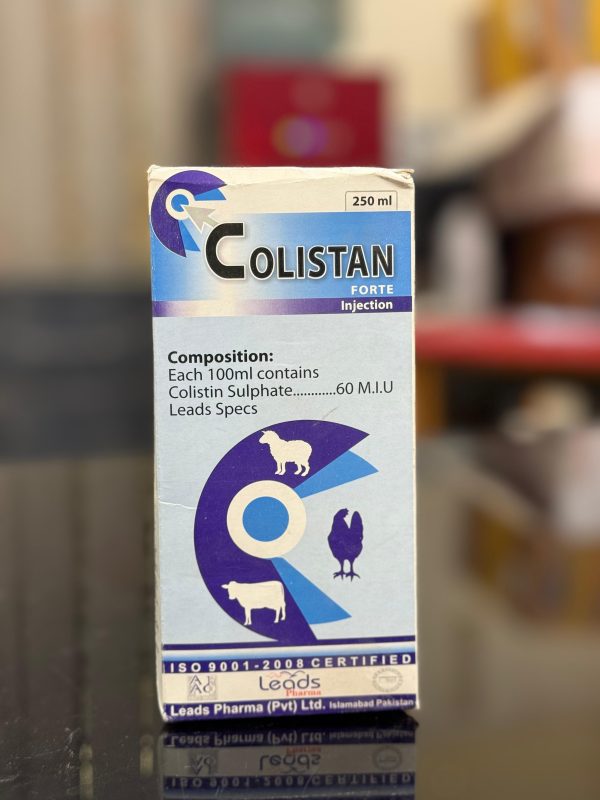 250 ml
COLISTAN
FORTE
Injection
Composition:
Each 100ml contains
Colistin Sulphate............60 M.I.U
Leads Specs
ISO 9001-2008 CERTIFIED
Leads
Pharma
Leads Pharma (Pvt) Ltd. Islamabad Pakistan